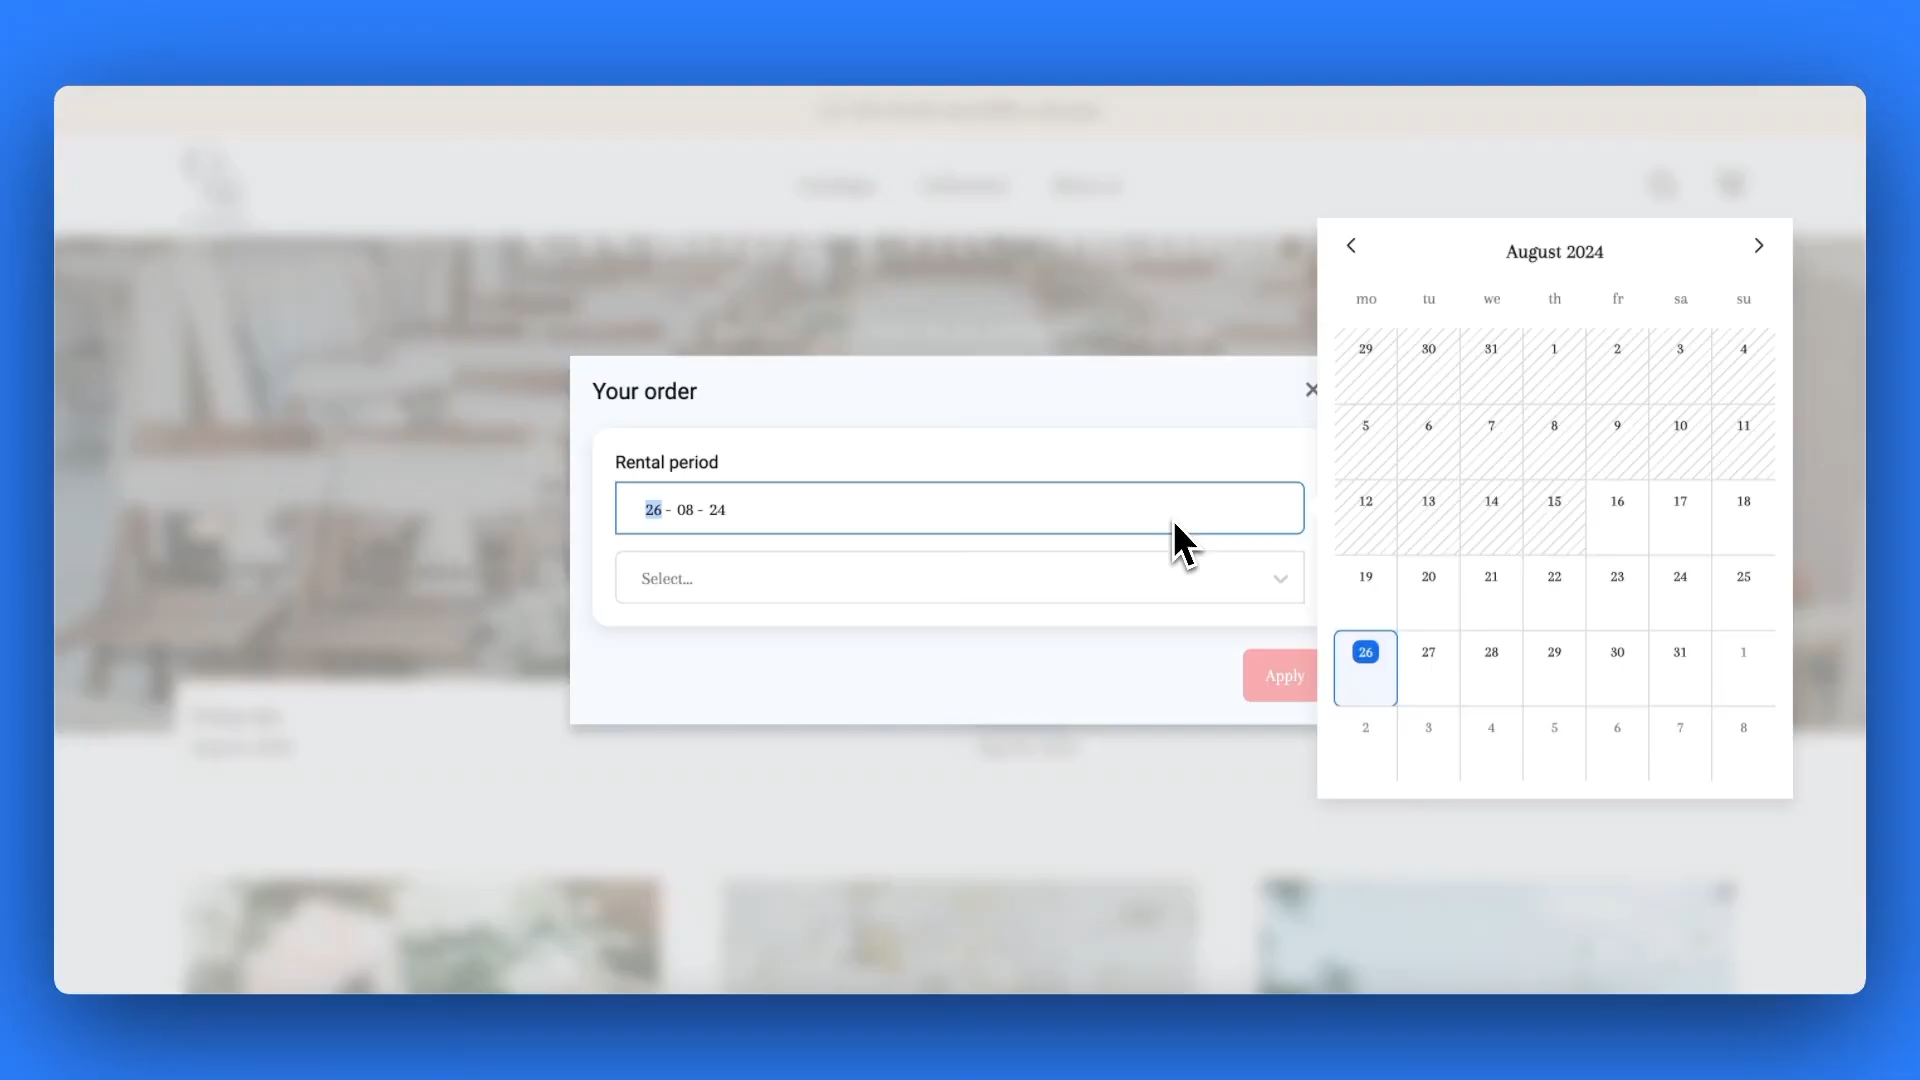 Your order
Rental period
26 - 08 - 24
Select...
Apply
August 2024
mo tu we th fr sa su
29 30 31 1 2 3 4
5 6 7 8 9 10 11
12 13 14 15 16 17 18
19 20 21 22 23 24 25
26 27 28 29 30 31 1
2 3 4 5 6 7 8